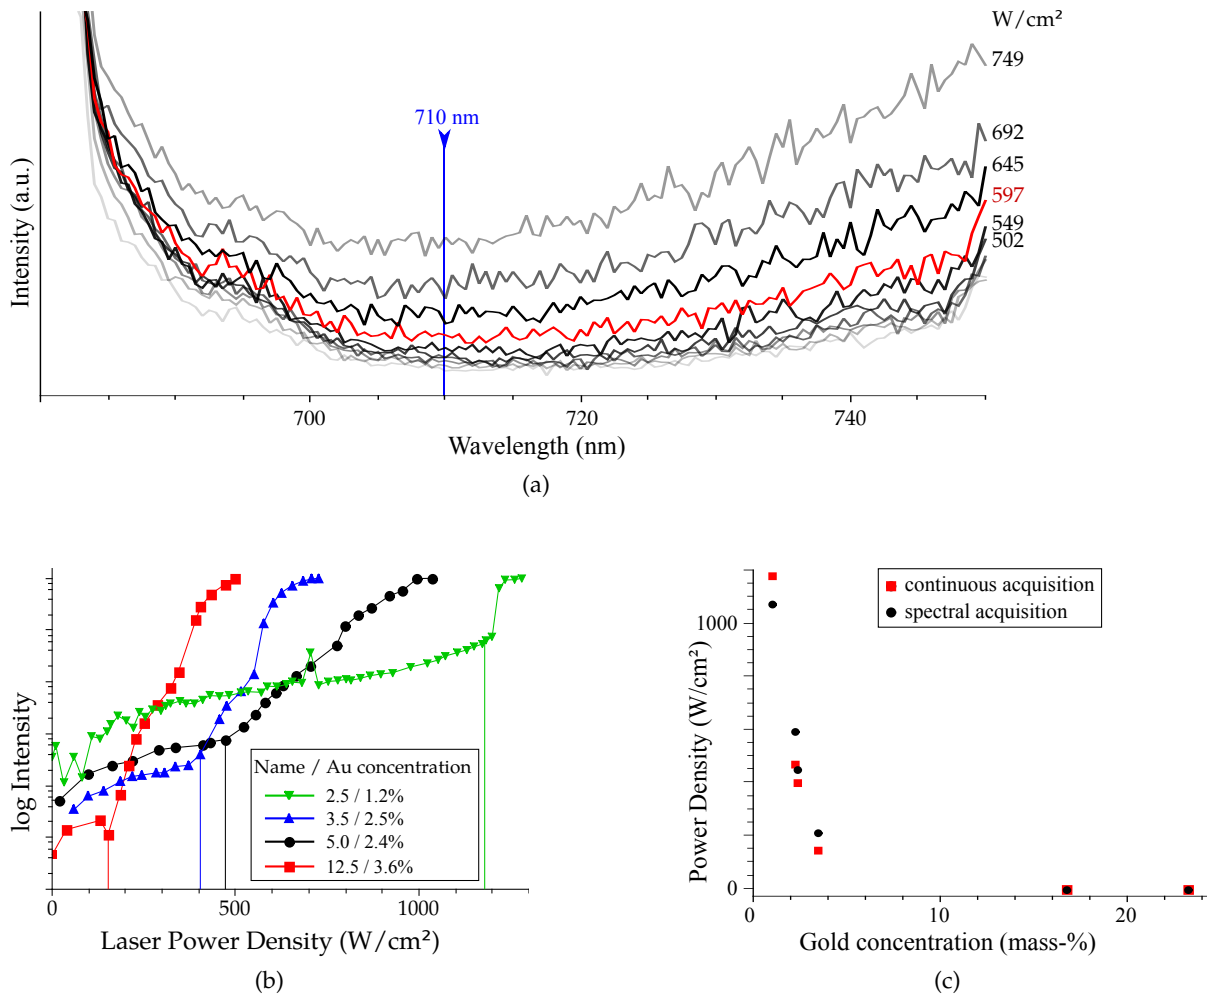 W/cm²
749
710 nm
692
645
597
549
502
Intensity (a.u.)
700
720
740
Wavelength (nm)
(a)
log Intensity
Name / Au concentration
2.5 / 1.2%
3.5 / 2.5%
5.0 / 2.4%
12.5 / 3.6%
0
500
1000
Laser Power Density (W/cm²)
(b)
continuous acquisition
spectral acquisition
Power Density (W/cm²)
1000
0
0
10
20
Gold concentration (mass-%)
(c)